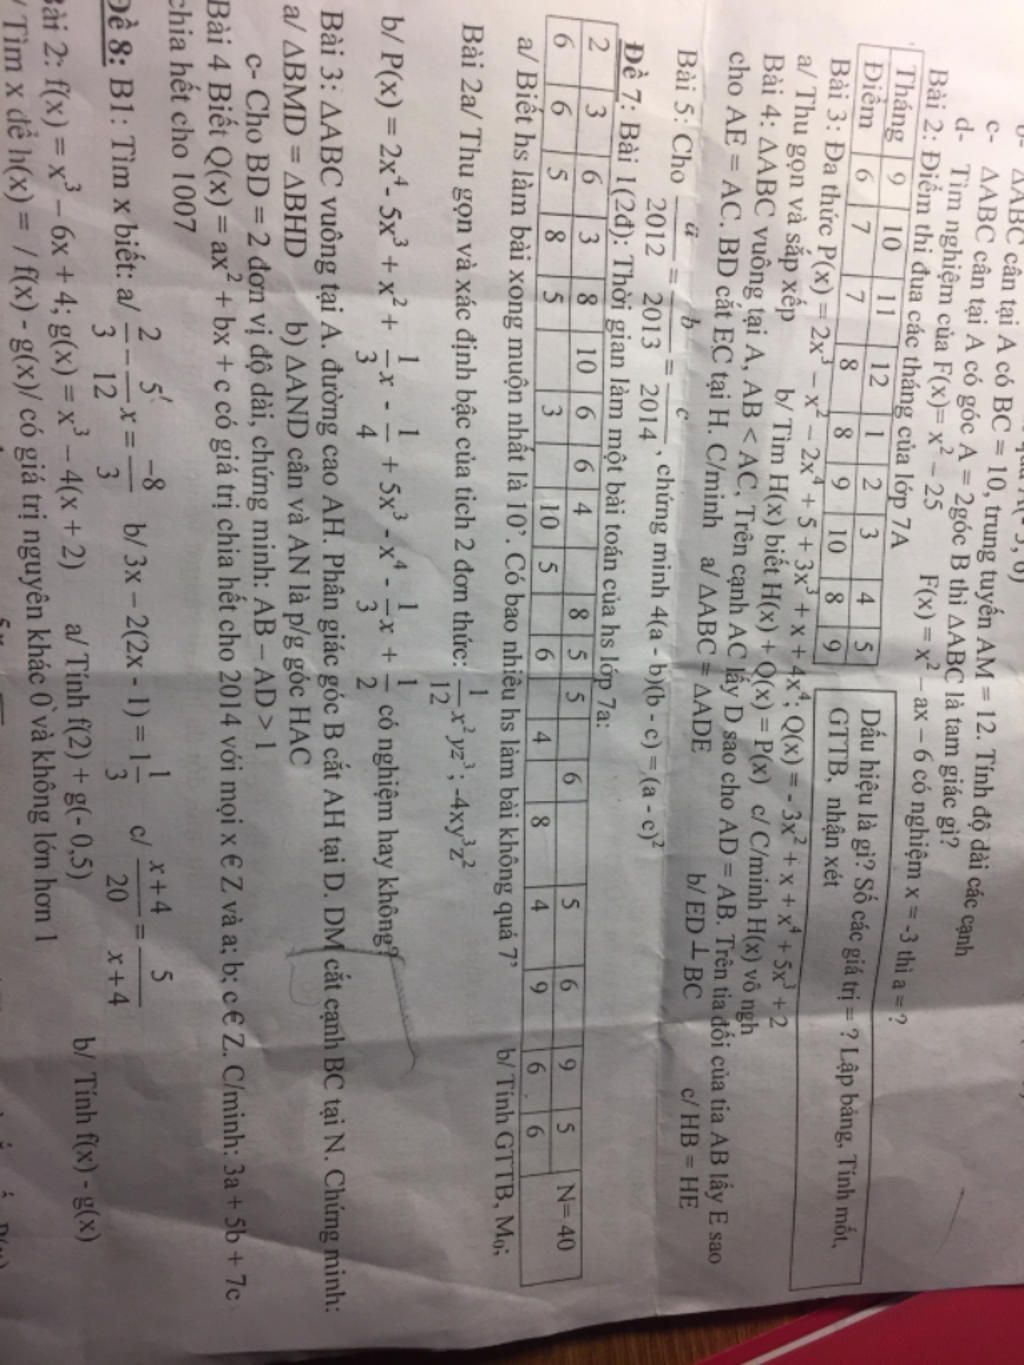 ΔABC cân tại A có BC = 10, trung tuyến AM = 12. Tính độ dài các cạnh
c- ΔABC cân tại A có góc A = 2góc B thì ΔABC là tam giác gì?
d- Tìm nghiệm của F(x)= x² – 25 F(x) = x² – ax – 6 có nghiệm x = -3 thì a = ?
Bài 2: Điểm thi đua các tháng của lớp 7A
Tháng 9 10 11 12 1 2 3 4 5
Điểm 6 7 7 8 8 9 10 8 9
Dấu hiệu là gì? Số các giá trị = ? Lập bảng, Tính mốt,
GTTB, nhận xét
Bài 3: Đa thức P(x) = 2x³ – x² – 2x⁴ + 5 + 3x³ + x + 4x⁴; Q(x) = - 3x² + x + x⁴ + 5x³ + 2
a/ Thu gọn và sắp xếp b/ Tìm H(x) biết H(x) + Q(x) = P(x) c/ C/minh H(x) vô ngh
Bài 4: ΔABC vuông tại A, AB < AC, Trên cạnh AC lấy D sao cho AD = AB. Trên tia đối của tia AB lấy E sao
cho AE = AC. BD cắt EC tại H. C/minh a/ ΔABC = ΔADE b/ ED ⊥ BC c/ HB = HE
Bài 5: Cho a/2012 = b/2013 = c/2014 , chứng minh 4(a - b)(b - c) = (a - c)²
Đề 7: Bài 1(2đ): Thời gian làm một bài toán của hs lớp 7a:
2 3 6 3 8 10 6 6 4 8 5 5 6 5 6 9 5 N= 40
6 6 5 8 5 3 10 5 6 4 8 4 9 6 6
a/ Biết hs làm bài xong muộn nhất là 10’. Có bao nhiêu hs làm bài không quá 7’ b/ Tính GTTB, M₀;
Bài 2a/ Thu gọn và xác định bậc của tich 2 đơn thức: 1/12 x²yz³ ; -4xy³z²
b/ P(x) = 2x⁴- 5x³ + x² + 1/3 x - 1/4 + 5x³ - x⁴ - 1/3 x + 1/2 có nghiệm hay không?
Bài 3: ΔABC vuông tại A. đường cao AH. Phân giác góc B cắt AH tại D. DM cắt cạnh BC tại N. Chứng minh:
a/ ΔBMD = ΔBHD b) ΔAND cân và AN là p/g góc HAC
c- Cho BD = 2 đơn vị độ dài, chứng minh: AB – AD > 1
Bài 4 Biết Q(x) = ax² + bx + c có giá trị chia hết cho 2014 với mọi x € Z và a; b; c € Z. C/minh: 3a + 5b + 7c
chia hết cho 1007
Đề 8: B1: Tìm x biết: a/ 2/3 - 5/12 x = -8/3 b/ 3x – 2(2x - 1) = 1 1/3 c/ x+4/20 = 5/x+4
Bài 2: f(x) = x³ – 6x + 4; g(x) = x³ – 4(x + 2) a/ Tính f(2) + g(- 0,5) b/ Tính f(x) - g(x)
/ Tìm x để h(x) = / f(x) - g(x)/ có giá trị nguyên khác 0 và không lớn hơn 1